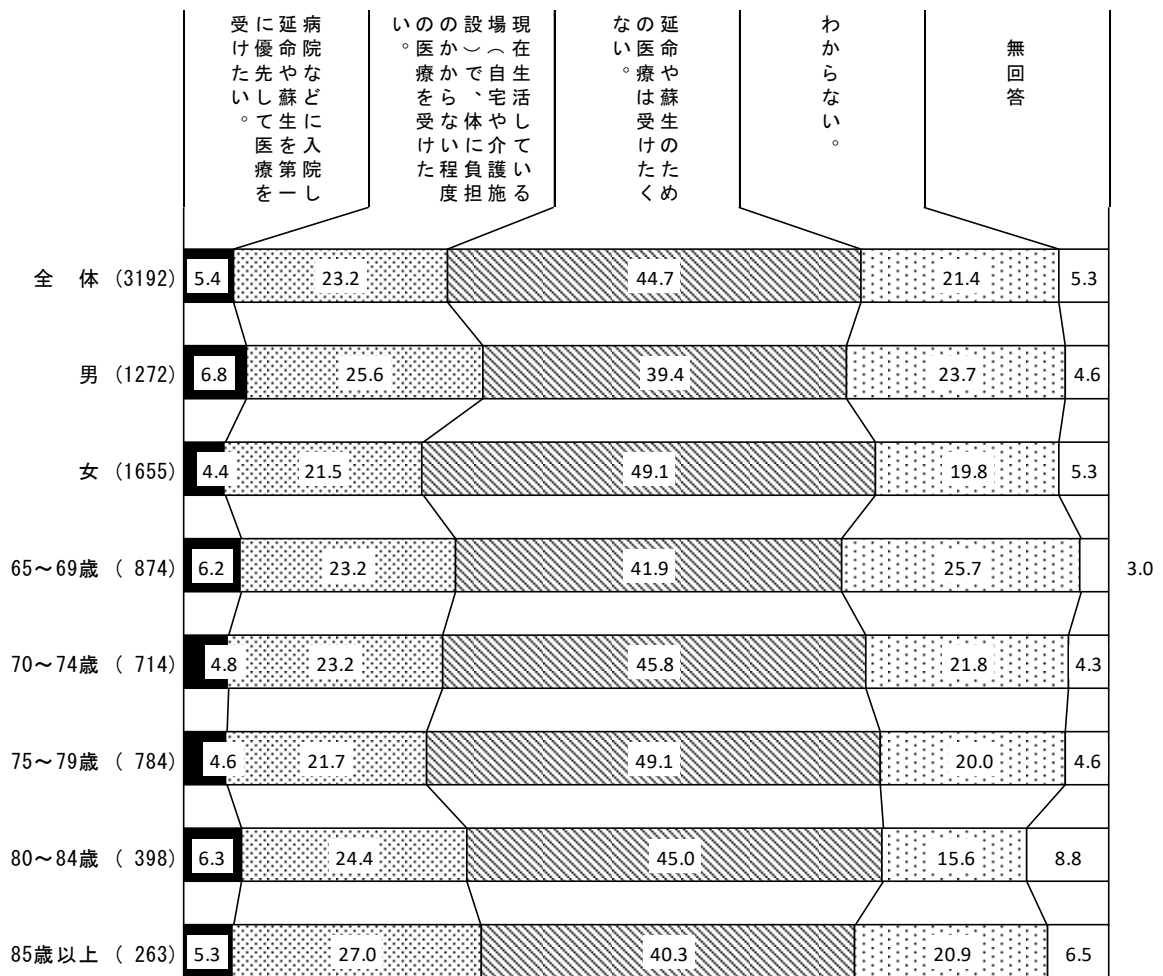 病院などに入院し
延命や蘇生を第一
に優先して医療を
受けたい。
現在生活している
場（自宅や介護施
設）で、体に負担
のかからない程度
の医療を受けた
い。
延命や蘇生のため
の医療は受けたく
ない。
わからない。
無回答
全　体 (3192) 5.4 23.2 44.7 21.4 5.3
男 (1272) 6.8 25.6 39.4 23.7 4.6
女 (1655) 4.4 21.5 49.1 19.8 5.3
65～69歳 ( 874) 6.2 23.2 41.9 25.7 3.0
70～74歳 ( 714) 4.8 23.2 45.8 21.8 4.3
75～79歳 ( 784) 4.6 21.7 49.1 20.0 4.6
80～84歳 ( 398) 6.3 24.4 45.0 15.6 8.8
85歳以上 ( 263) 5.3 27.0 40.3 20.9 6.5